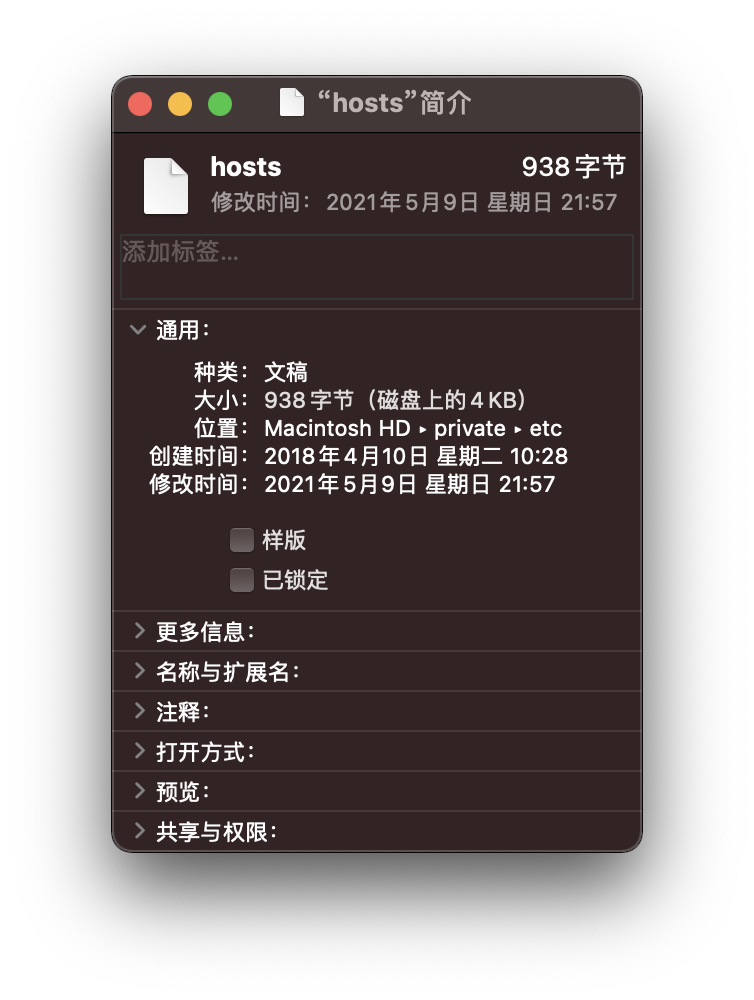 “hosts”简介
hosts 938 字节
修改时间： 2021年5月9日 星期日 21:57
添加标签...
通用：
种类： 文稿
大小： 938 字节（磁盘上的4 KB）
位置： Macintosh HD ▸ private ▸ etc
创建时间： 2018年4月10日 星期二 10:28
修改时间： 2021年5月9日 星期日 21:57
样版
已锁定
更多信息：
名称与扩展名：
注释：
打开方式：
预览：
共享与权限：